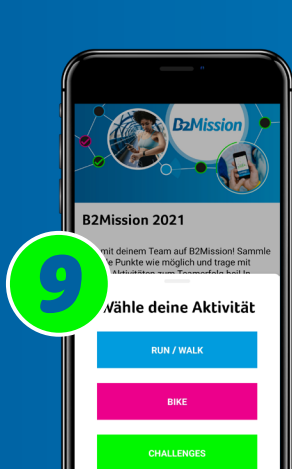 B2Mission
B2Mission 2021
mit deinem Team auf B2Mission! Sammle
Punkte wie möglich und trage mit
Aktivitäten zum Teamerfolg bei! In
9
Wähle deine Aktivität
RUN / WALK
BIKE
CHALLENGES